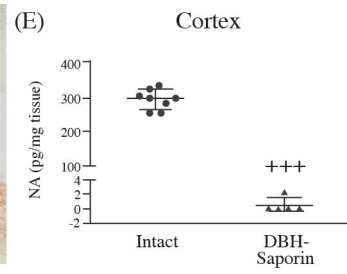 (E)
Cortex
NA (pg/mg tissue)
400
300
200
100
4
2
0
-2
+++
Intact
DBH-
Saporin